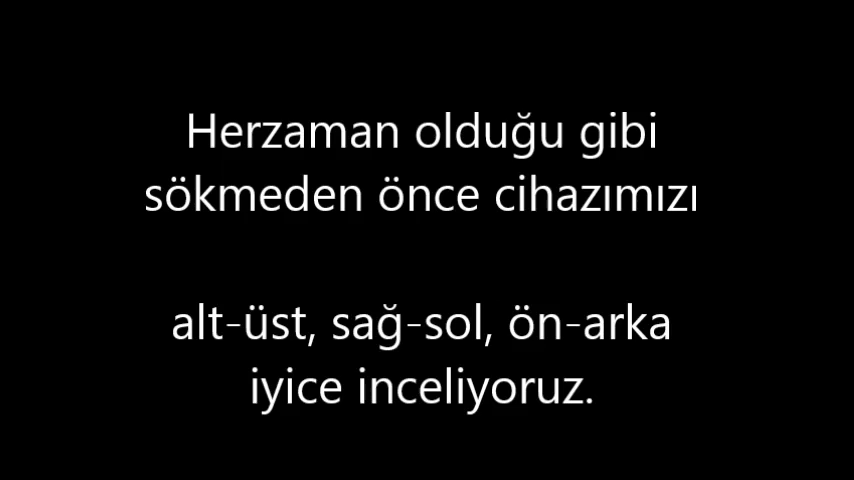 Herzaman olduğu gibi
sökmeden önce cihazımızı
alt-üst, sağ-sol, ön-arka
iyice inceliyoruz.